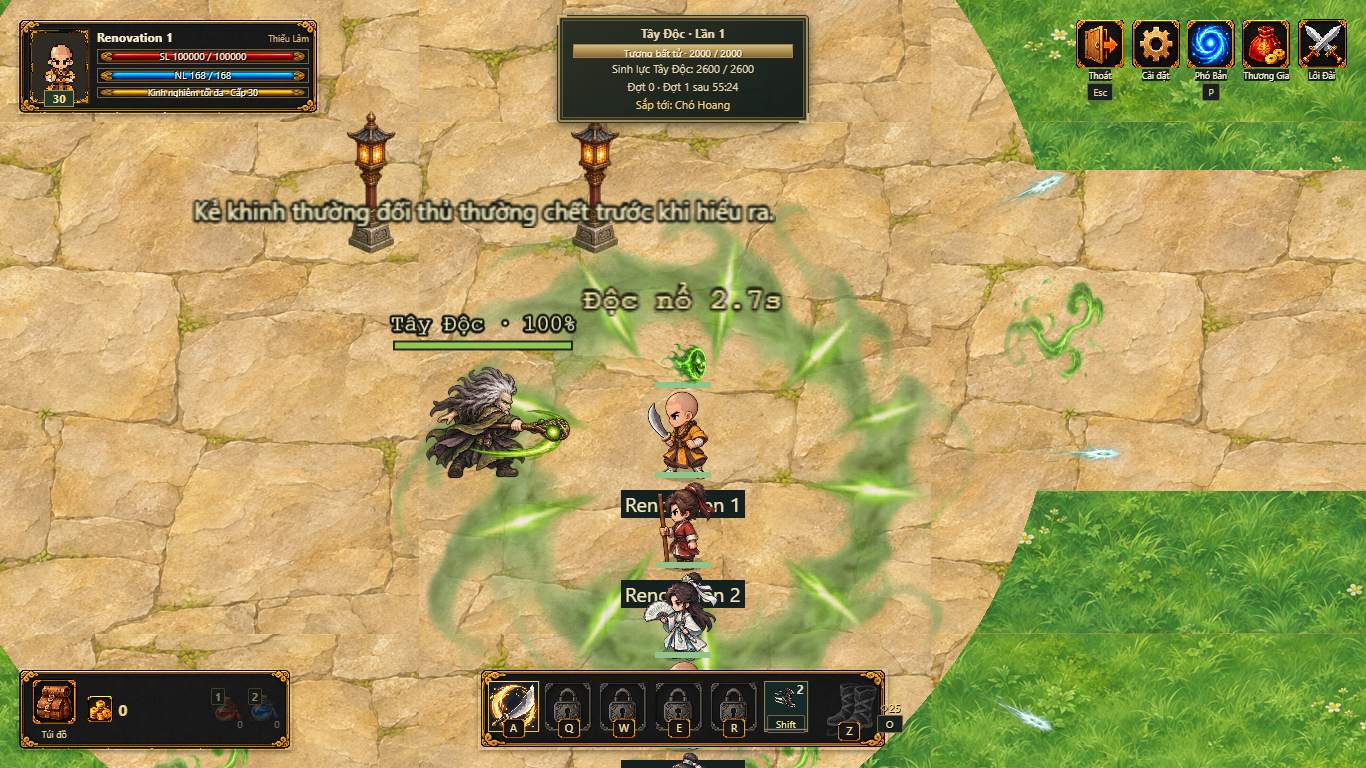 Renovation 1
Thiếu Lâm
SL 100000 / 100000
NL 168 / 168
Kinh nghiệm tối đa · Cấp 30
30
Tây Độc · Lần 1
Tượng bất tử · 2000 / 2000
Sinh lực Tây Độc: 2600 / 2600
Đợt 0 · Đợt 1 sau 55:24
Sắp tới: Chó Hoang
Thoát
Cài đặt
Phó Bản
Thương Gia
Lôi Đài
Esc
P
Kẻ khinh thường đối thủ thường chết trước khi hiểu ra.
Độc nổ 2.7s
Tây Độc · 100%
Túi đồ
0
1
0
2
0
A
Q
W
E
R
2
Shift
Z
25
O